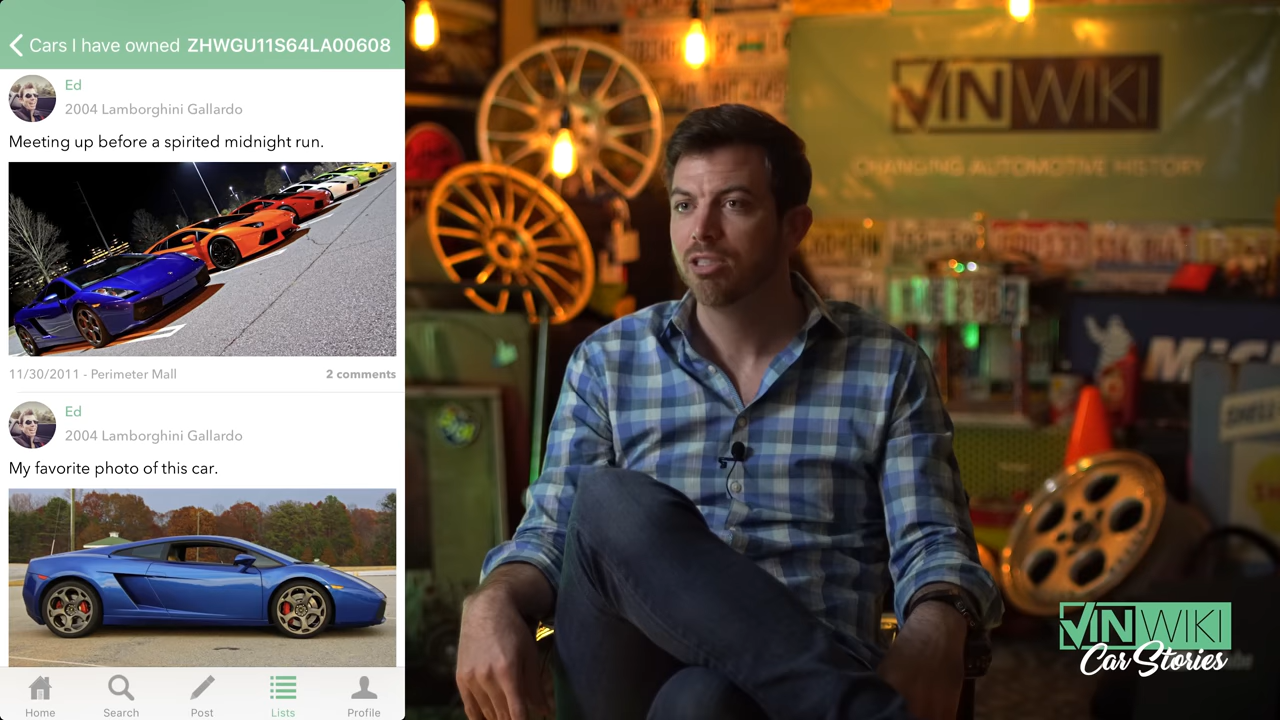 Cars I have owned ZHWGU11S64LA00608
Ed
2004 Lamborghini Gallardo
Meeting up before a spirited midnight run.
11/30/2011 - Perimeter Mall
2 comments
Ed
2004 Lamborghini Gallardo
My favorite photo of this car.
Home
Search
Post
Lists
Profile
VINWIKI
CHANGING AUTOMOTIVE HISTORY
MIC
SHELL
VINWIKI
Car Stories